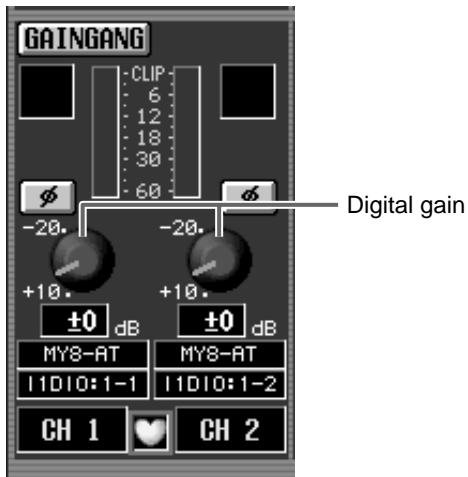 GAINGANG
CLIP
6
12
18
30
60
ø ø
Digital gain
-20. -20.
+10. +10.
±0 dB ±0 dB
MY8-AT MY8-AT
I1DIO:1-1 I1DIO:1-2
CH 1 CH 2